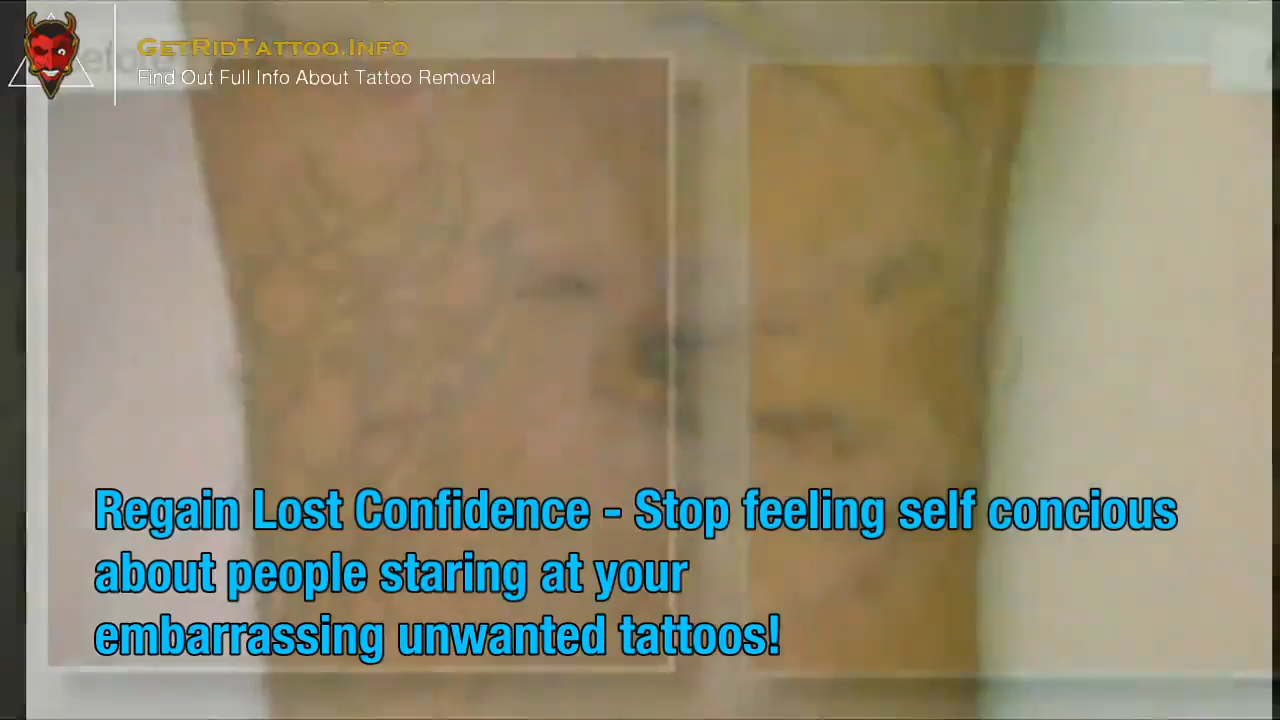 GetRidTattoo.Info
Find Out Full Info About Tattoo Removal
Regain Lost Confidence - Stop feeling self concious
about people staring at your
embarrassing unwanted tattoos!